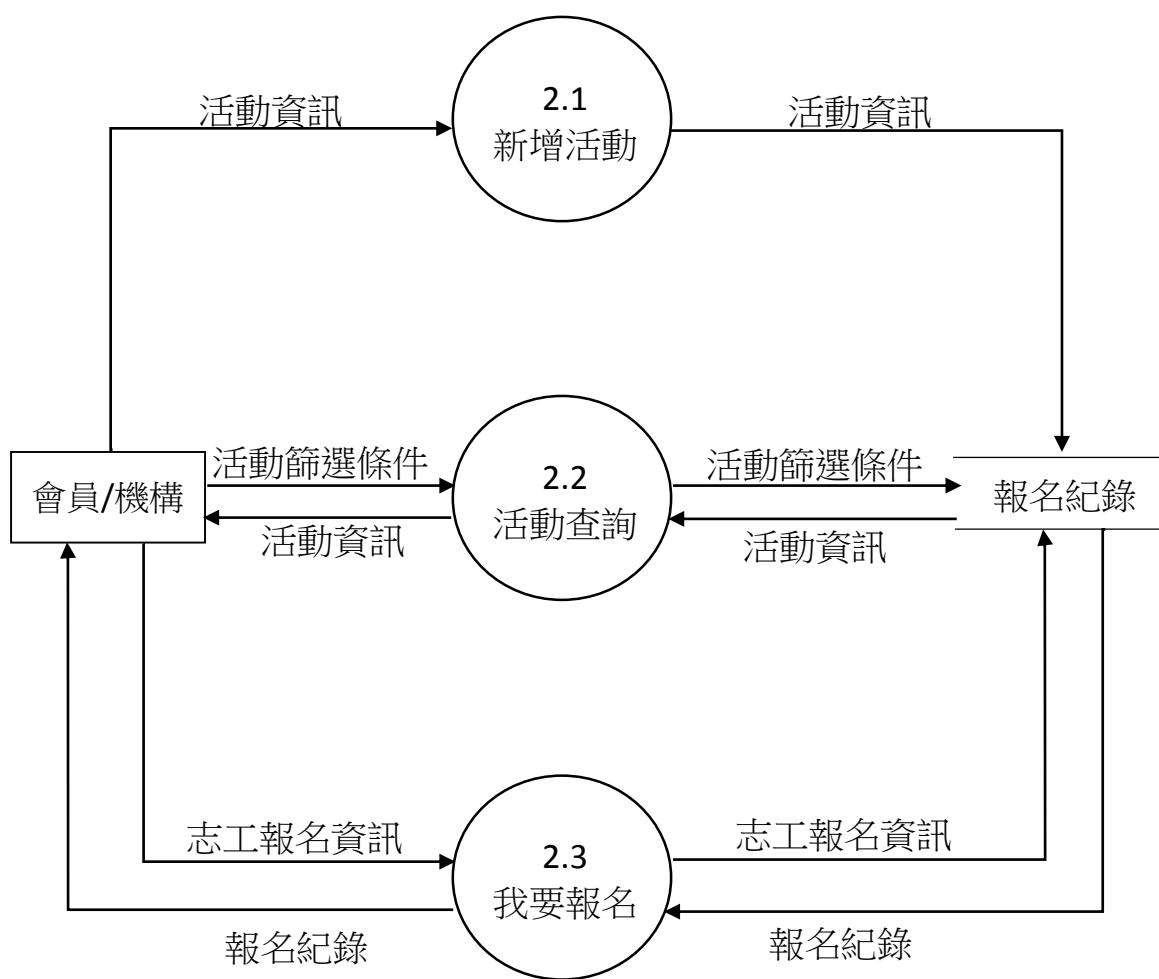 2.1
新增活動
活動資訊
活動資訊
會員/機構
活動篩選條件
活動資訊
2.2
活動查詢
活動篩選條件
活動資訊
報名紀錄
志工報名資訊
報名紀錄
2.3
我要報名
志工報名資訊
報名紀錄